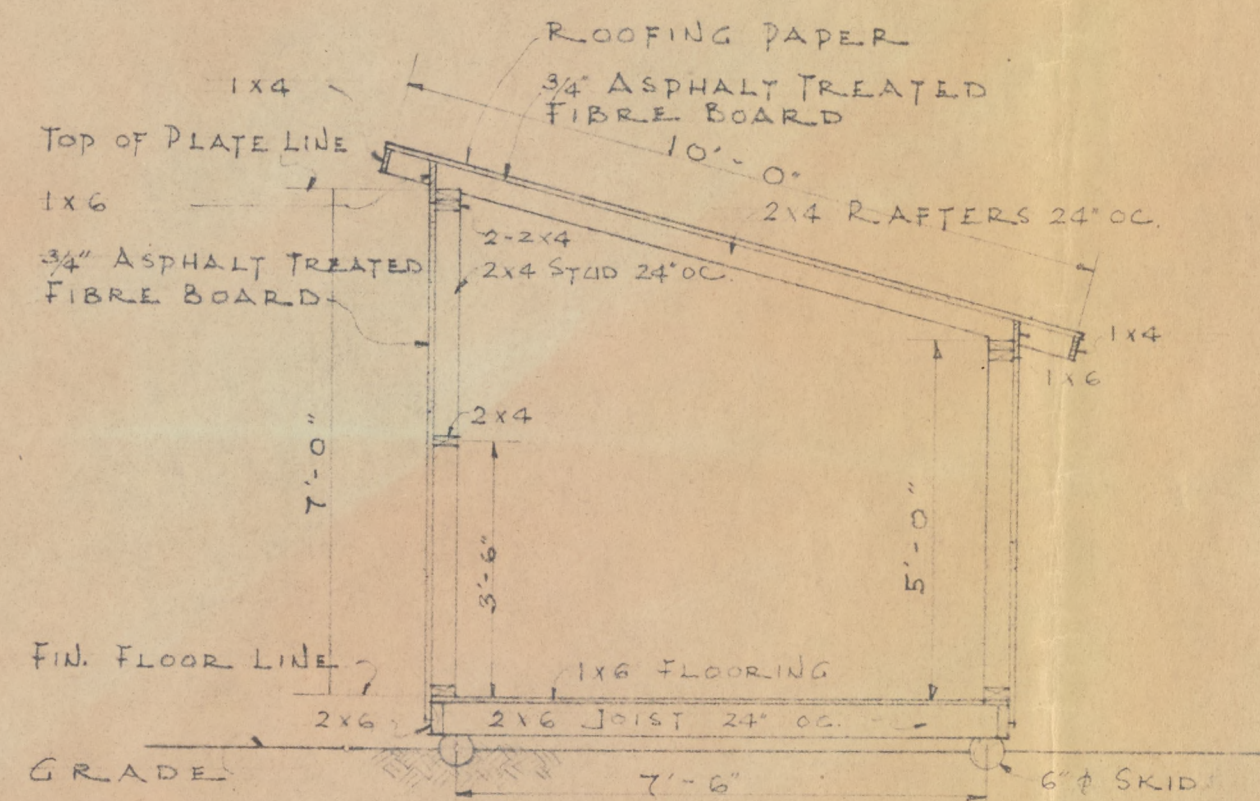 ROOFING PAPER
1x4
3/4" ASPHALT TREATED
FIBRE BOARD
TOP OF PLATE LINE
10'-0"
1x6
2x4 RAFTERS 24" OC.
2-2x4
3/4" ASPHALT TREATED
FIBRE BOARD
2x4 STUD 24" OC.
1x4
1x6
2x4
7'-0"
3'-6"
5'-0"
FIN. FLOOR LINE
1x6 FLOORING
2x6
2x6 JOIST 24" OC.
GRADE
7'-6"
6"⌀ SKID